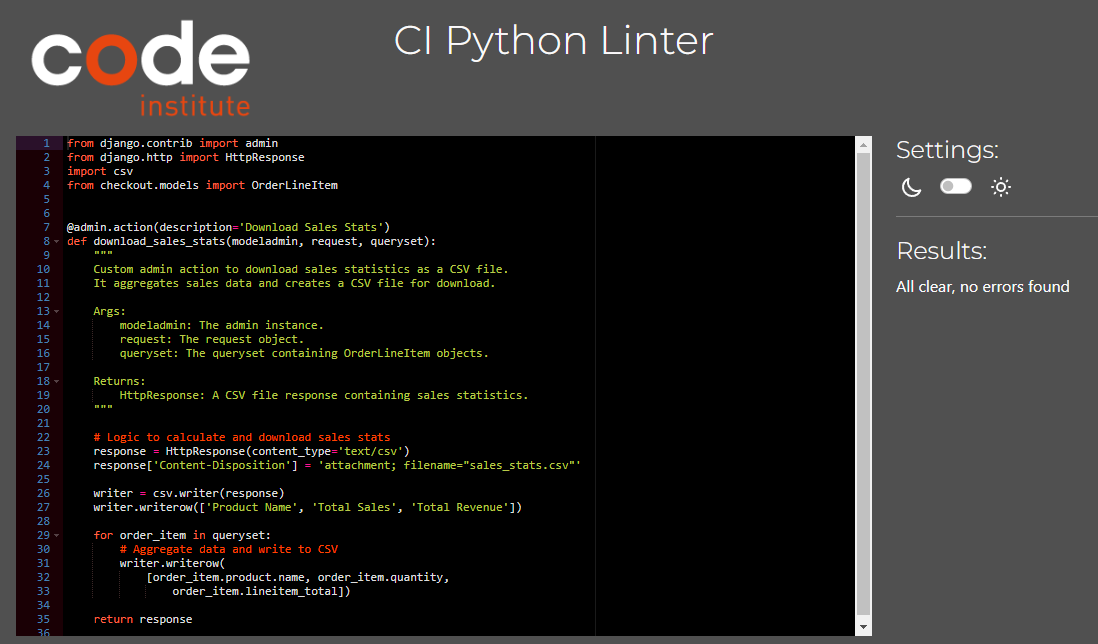 code
institute
CI Python Linter
1 from django.contrib import admin
2 from django.http import HttpResponse
3 import csv
4 from checkout.models import OrderLineItem
5
6
7 @admin.action(description='Download Sales Stats')
8 def download_sales_stats(modeladmin, request, queryset):
9     """
10     Custom admin action to download sales statistics as a CSV file.
11     It aggregates sales data and creates a CSV file for download.
12
13     Args:
14         modeladmin: The admin instance.
15         request: The request object.
16         queryset: The queryset containing OrderLineItem objects.
17
18     Returns:
19         HttpResponse: A CSV file response containing sales statistics.
20     """
21
22     # Logic to calculate and download sales stats
23     response = HttpResponse(content_type='text/csv')
24     response['Content-Disposition'] = 'attachment; filename="sales_stats.csv"'
25
26     writer = csv.writer(response)
27     writer.writerow(['Product Name', 'Total Sales', 'Total Revenue'])
28
29     for order_item in queryset:
30         # Aggregate data and write to CSV
31         writer.writerow(
32             [order_item.product.name, order_item.quantity,
33                 order_item.lineitem_total])
34
35     return response
36
Settings:
Results:
All clear, no errors found